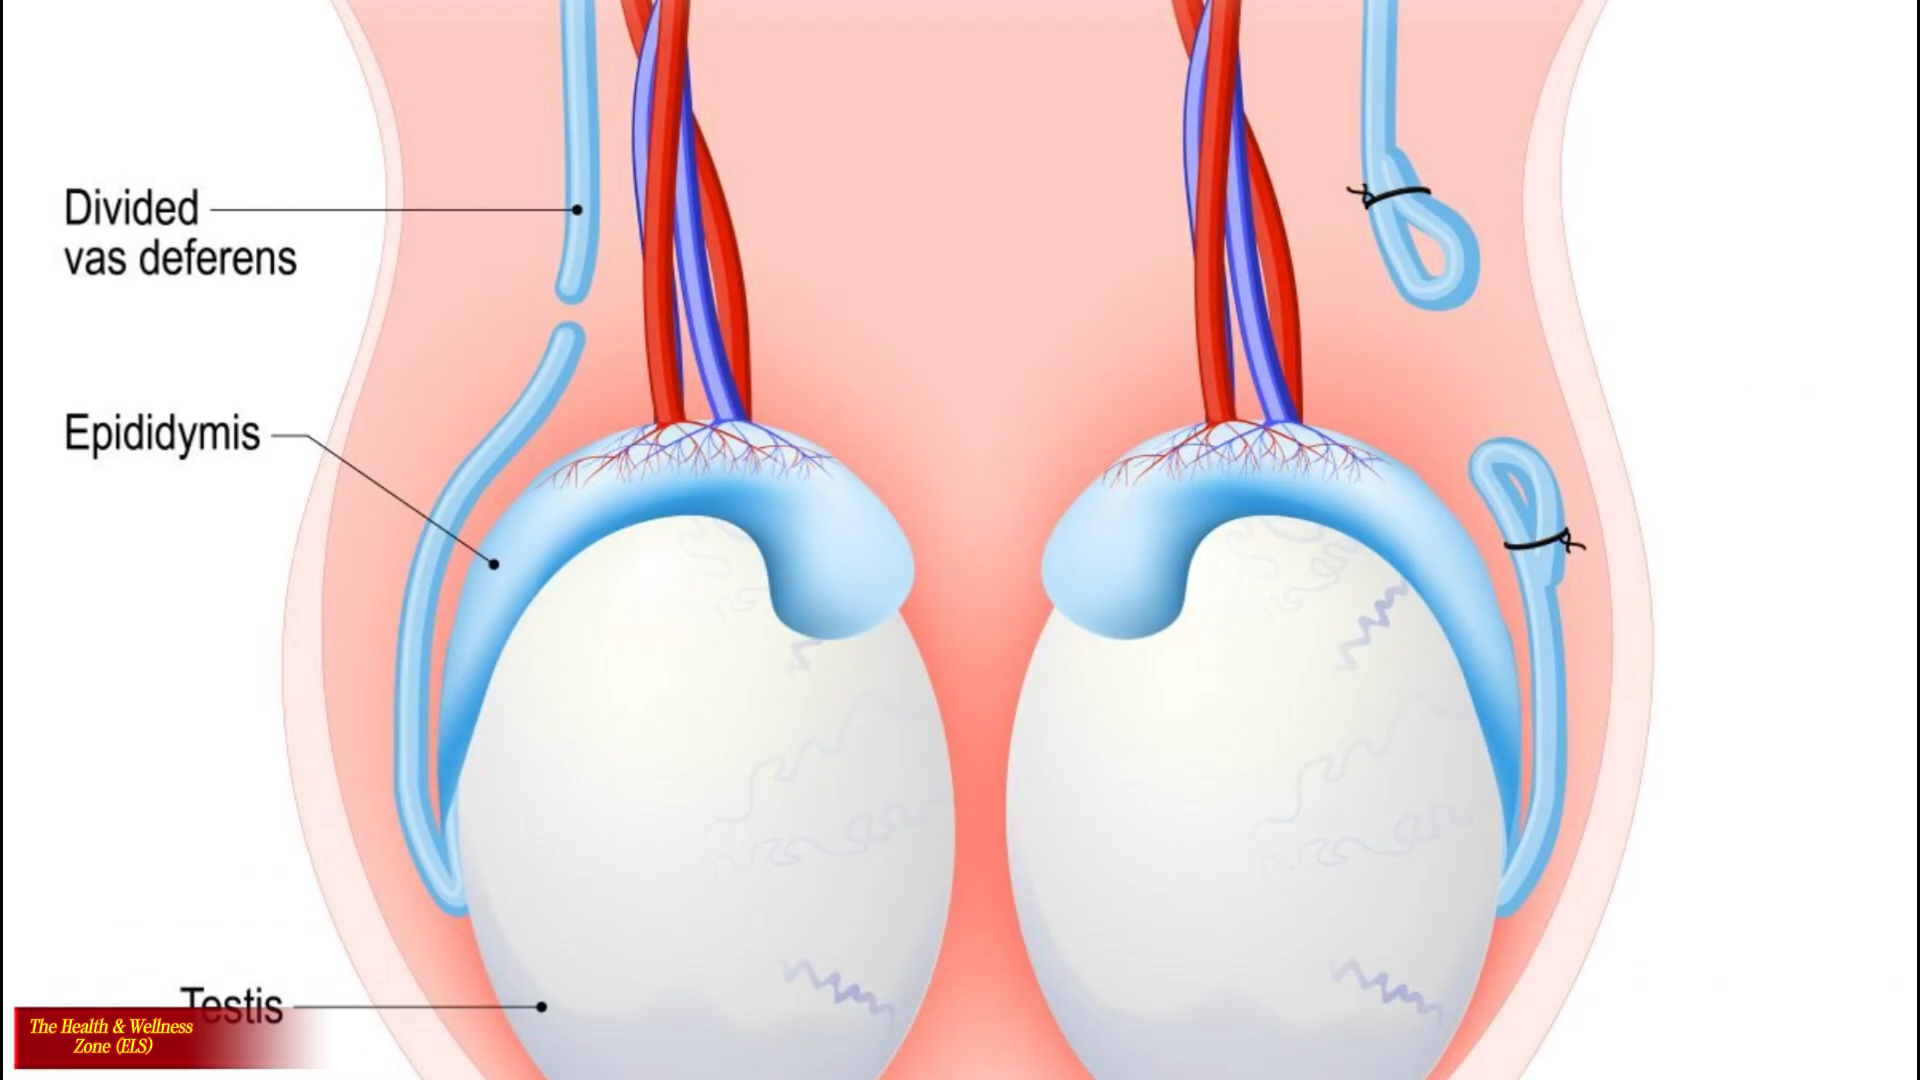 Divided
vas deferens
Epididymis
Testis
The Health & Wellness
Zone (ELS)